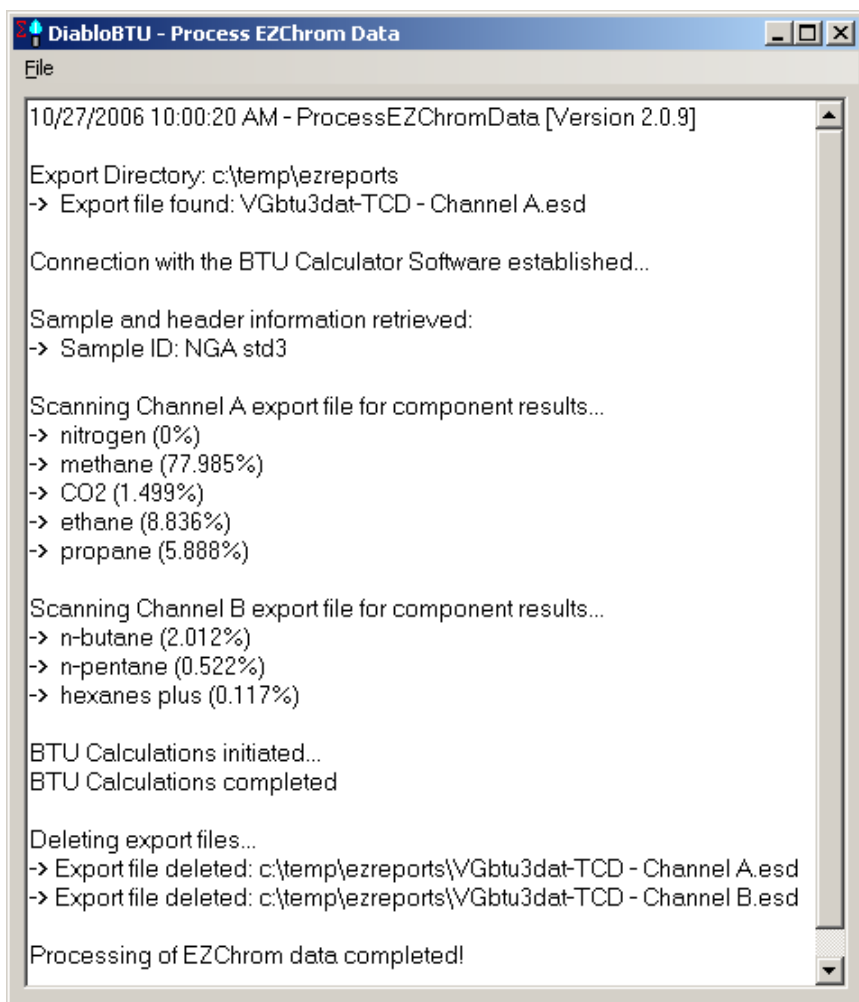 DiabloBTU - Process EZChrom Data
File
10/27/2006 10:00:20 AM - ProcessEZChromData [Version 2.0.9]
Export Directory: c:\temp\ezreports
-> Export file found: VGbtu3dat-TCD - Channel A.esd
Connection with the BTU Calculator Software established...
Sample and header information retrieved:
-> Sample ID: NGA std3
Scanning Channel A export file for component results...
-> nitrogen (0%)
-> methane (77.985%)
-> CO2 (1.499%)
-> ethane (8.836%)
-> propane (5.888%)
Scanning Channel B export file for component results...
-> n-butane (2.012%)
-> n-pentane (0.522%)
-> hexanes plus (0.117%)
BTU Calculations initiated...
BTU Calculations completed
Deleting export files...
-> Export file deleted: c:\temp\ezreports\VGbtu3dat-TCD - Channel A.esd
-> Export file deleted: c:\temp\ezreports\VGbtu3dat-TCD - Channel B.esd
Processing of EZChrom data completed!